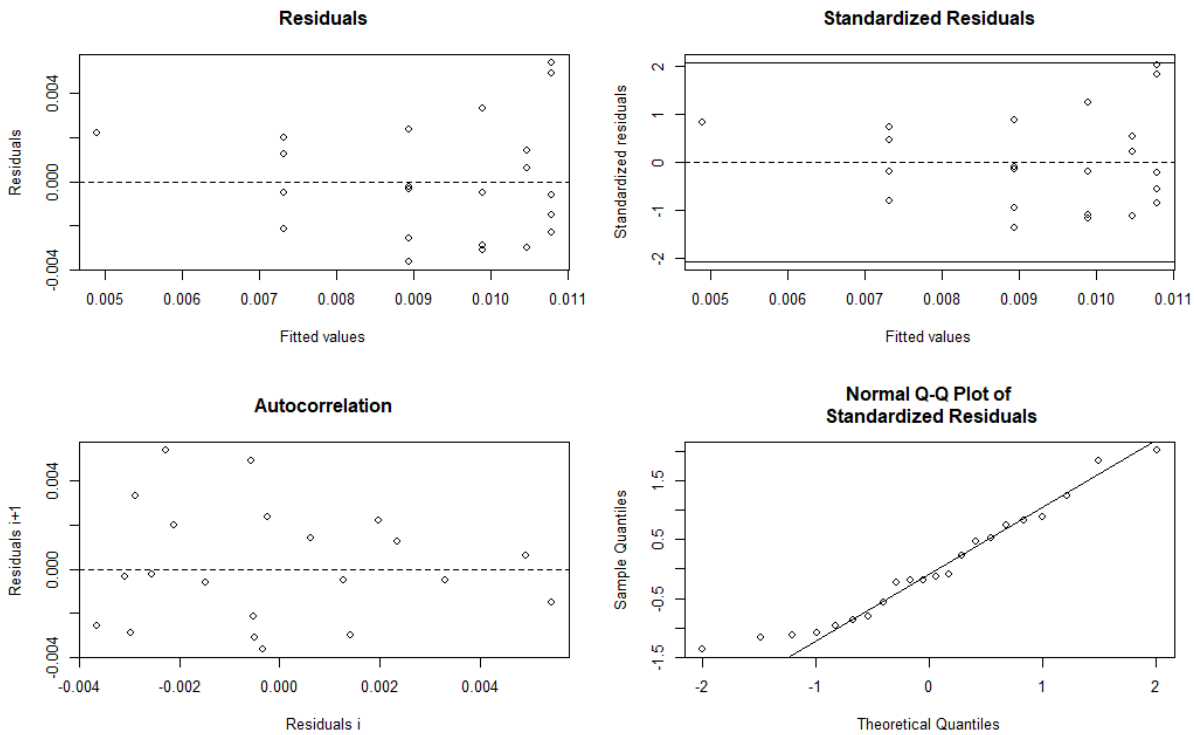 Residuals
Residuals
0.004
0.000
-0.004
0.005 0.006 0.007 0.008 0.009 0.010 0.011
Fitted values
Standardized Residuals
Standardized residuals
2
1
0
-1
-2
0.005 0.006 0.007 0.008 0.009 0.010 0.011
Fitted values
Autocorrelation
Residuals i+1
0.004
0.000
-0.004
-0.004 -0.002 0.000 0.002 0.004
Residuals i
Normal Q-Q Plot of
Standardized Residuals
Sample Quantiles
1.5
0.5
-0.5
-1.5
-2 -1 0 1 2
Theoretical Quantiles